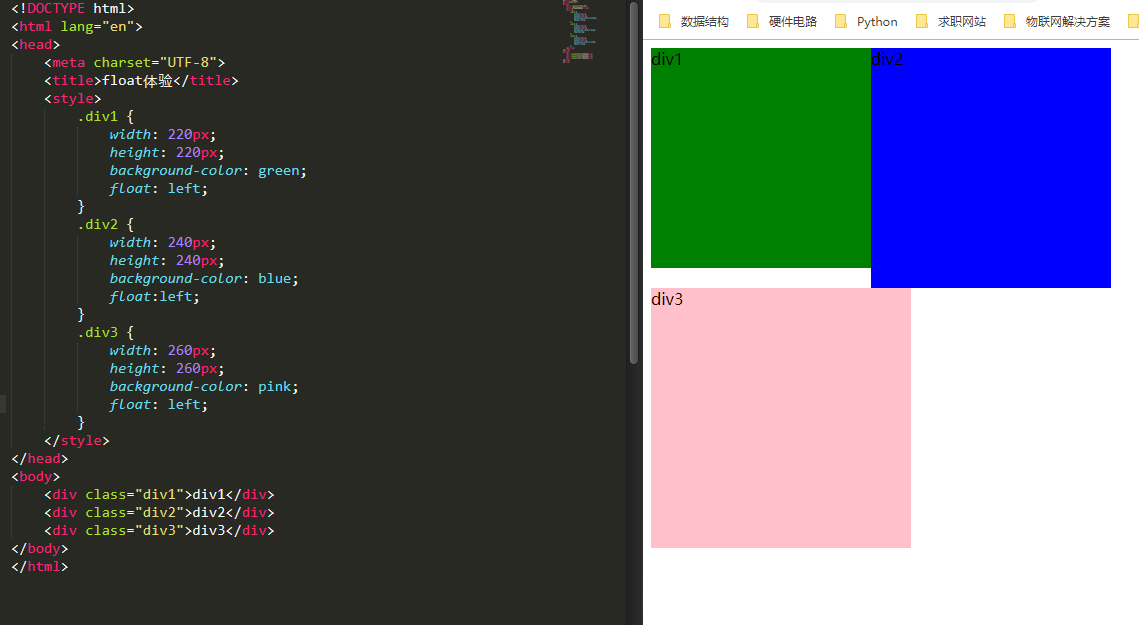 <!DOCTYPE html>
<html lang="en">
<head>
    <meta charset="UTF-8">
    <title>float体验</title>
    <style>
        .div1 {
            width: 220px;
            height: 220px;
            background-color: green;
            float: left;
        }
        .div2 {
            width: 240px;
            height: 240px;
            background-color: blue;
            float:left;
        }
        .div3 {
            width: 260px;
            height: 260px;
            background-color: pink;
            float: left;
        }
    </style>
</head>
<body>
    <div class="div1">div1</div>
    <div class="div2">div2</div>
    <div class="div3">div3</div>
</body>
</html>
数据结构 硬件电路 Python 求职网站 物联网解决方案
div1 div2
div3